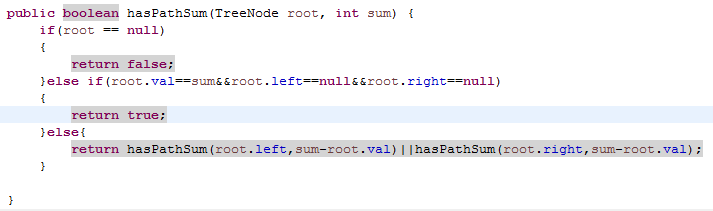 public boolean hasPathSum(TreeNode root, int sum) {
    if(root == null)
    {
        return false;
    }else if(root.val==sum&&root.left==null&&root.right==null)
    {
        return true;
    }else{
        return hasPathSum(root.left,sum-root.val)||hasPathSum(root.right,sum-root.val);
    }
}